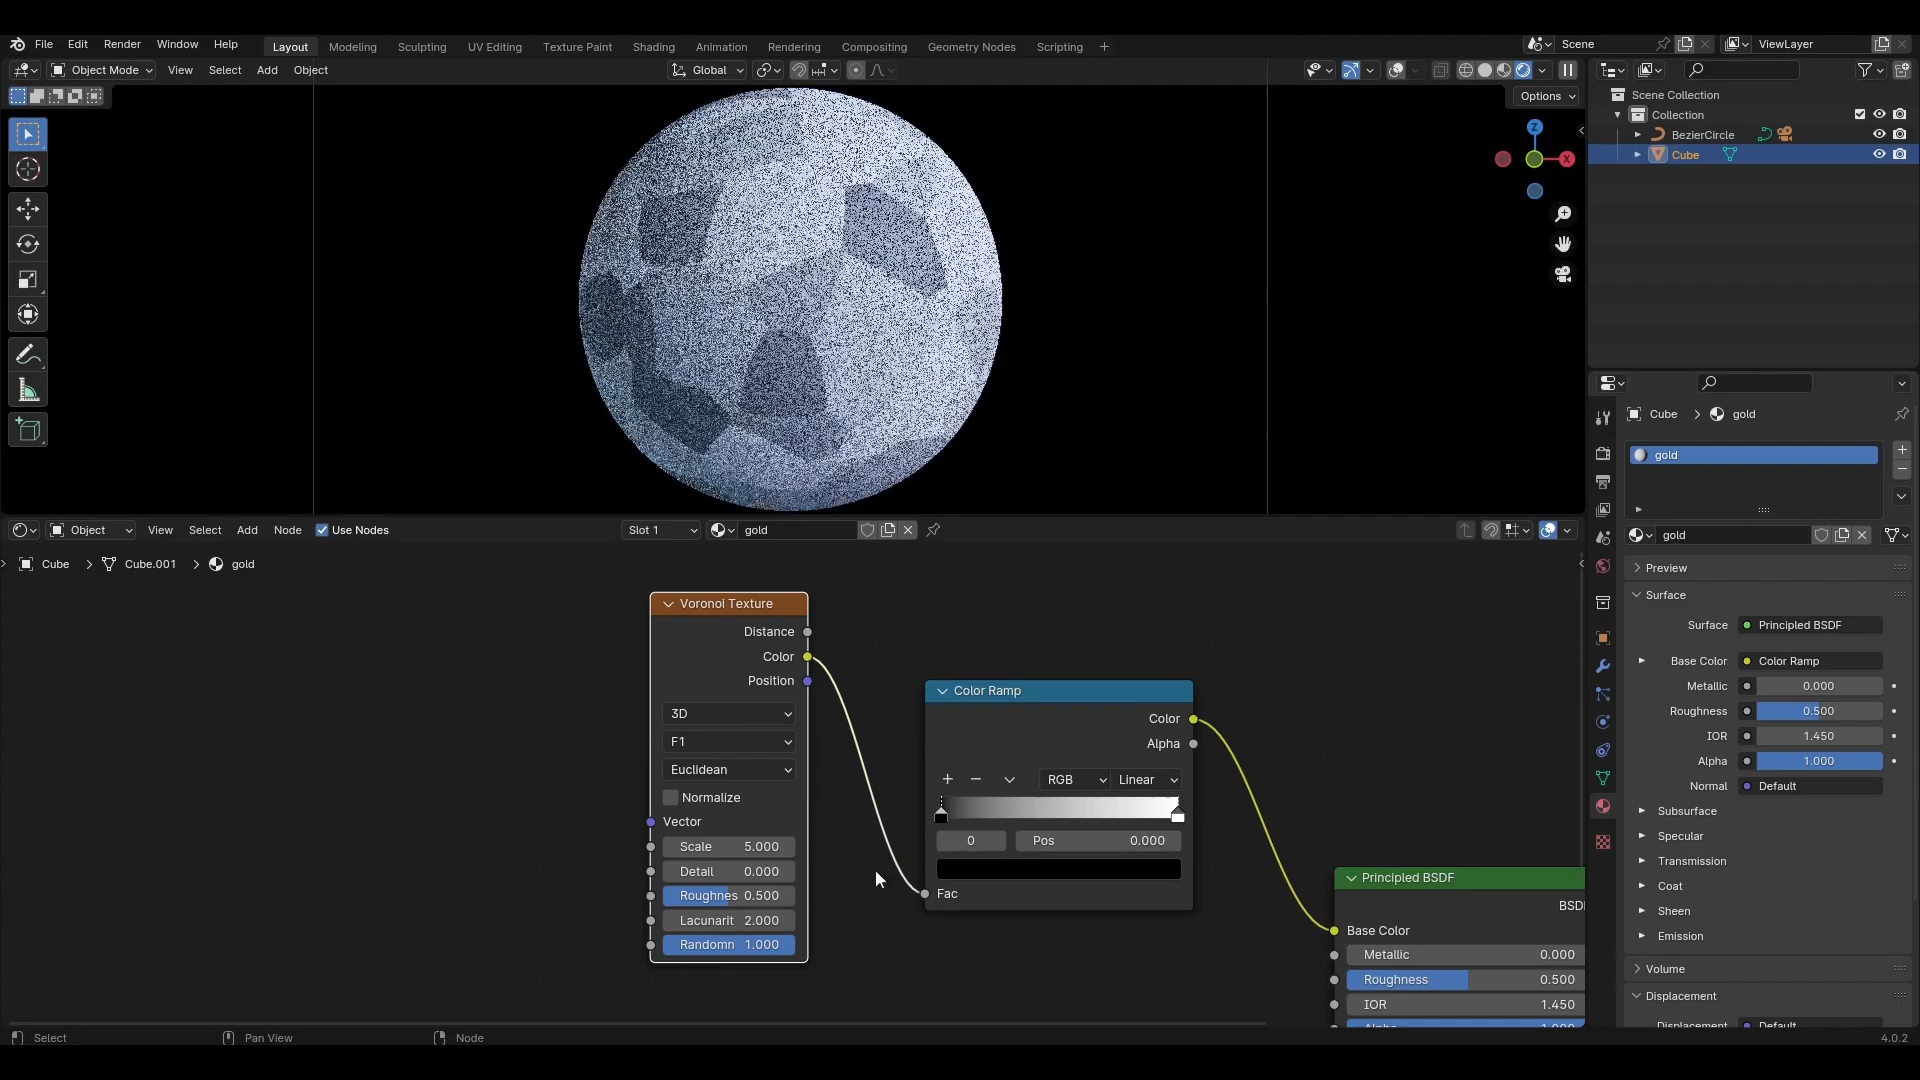 File Edit Render Window Help Layout Modeling Sculpting UV Editing Texture Paint Shading Animation Rendering Compositing Geometry Nodes Scripting + Scene ViewLayer
Object Mode View Select Add Object Global
Options
Z
X
Scene Collection
Collection
BezierCircle
Cube
Cube gold
gold
gold
Preview
Surface
Surface Principled BSDF
Base Color Color Ramp
Metallic 0.000
Roughness 0.500
IOR 1.450
Alpha 1.000
Normal Default
Subsurface
Specular
Transmission
Coat
Sheen
Emission
Volume
Displacement
Displacement Default
Object View Select Add Node Use Nodes Slot 1 gold
Cube Cube.001 gold
Voronoi Texture
Distance
Color
Position
3D
F1
Euclidean
Normalize
Vector
Scale 5.000
Detail 0.000
Roughnes 0.500
Lacunarit 2.000
Randomn 1.000
Color Ramp
Color
Alpha
RGB Linear
0 Pos 0.000
Fac
Principled BSDF
BSD
Base Color
Metallic 0.000
Roughness 0.500
IOR 1.450
Alpha 1.000
Select Pan View Node 4.0.2